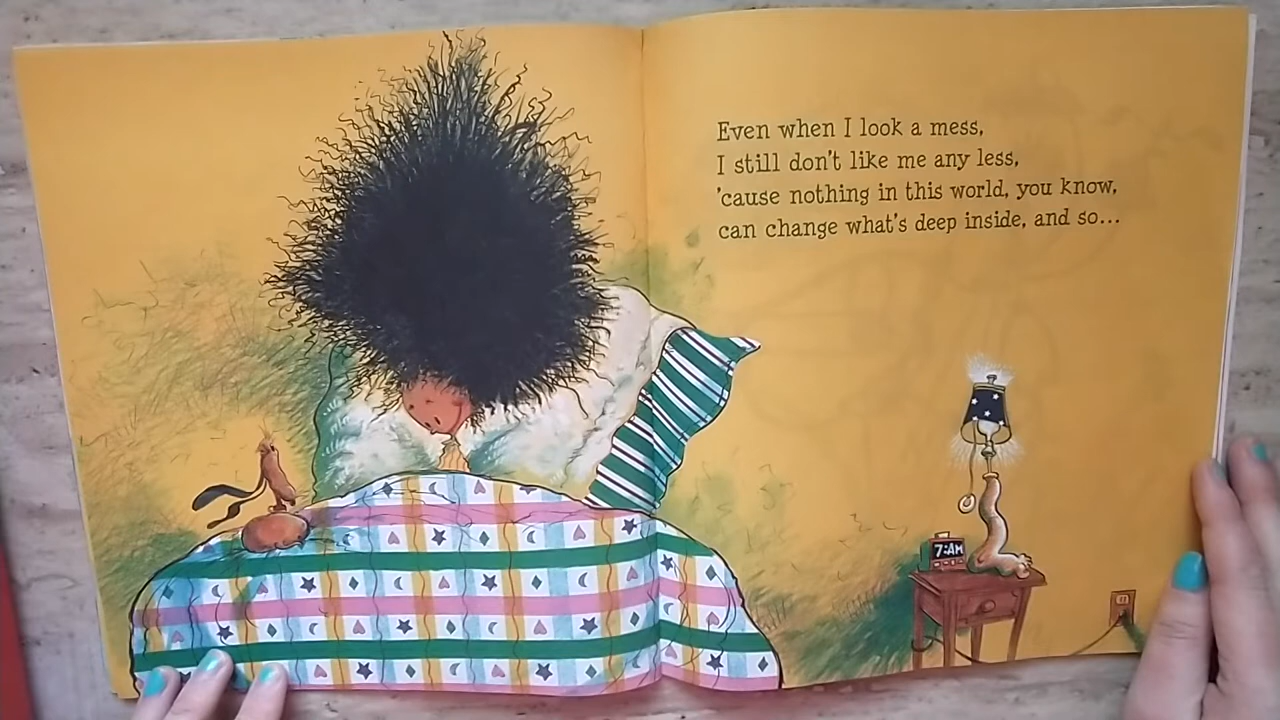 Even when I look a mess,
I still don't like me any less,
'cause nothing in this world, you know,
can change what's deep inside, and so...
7:AM